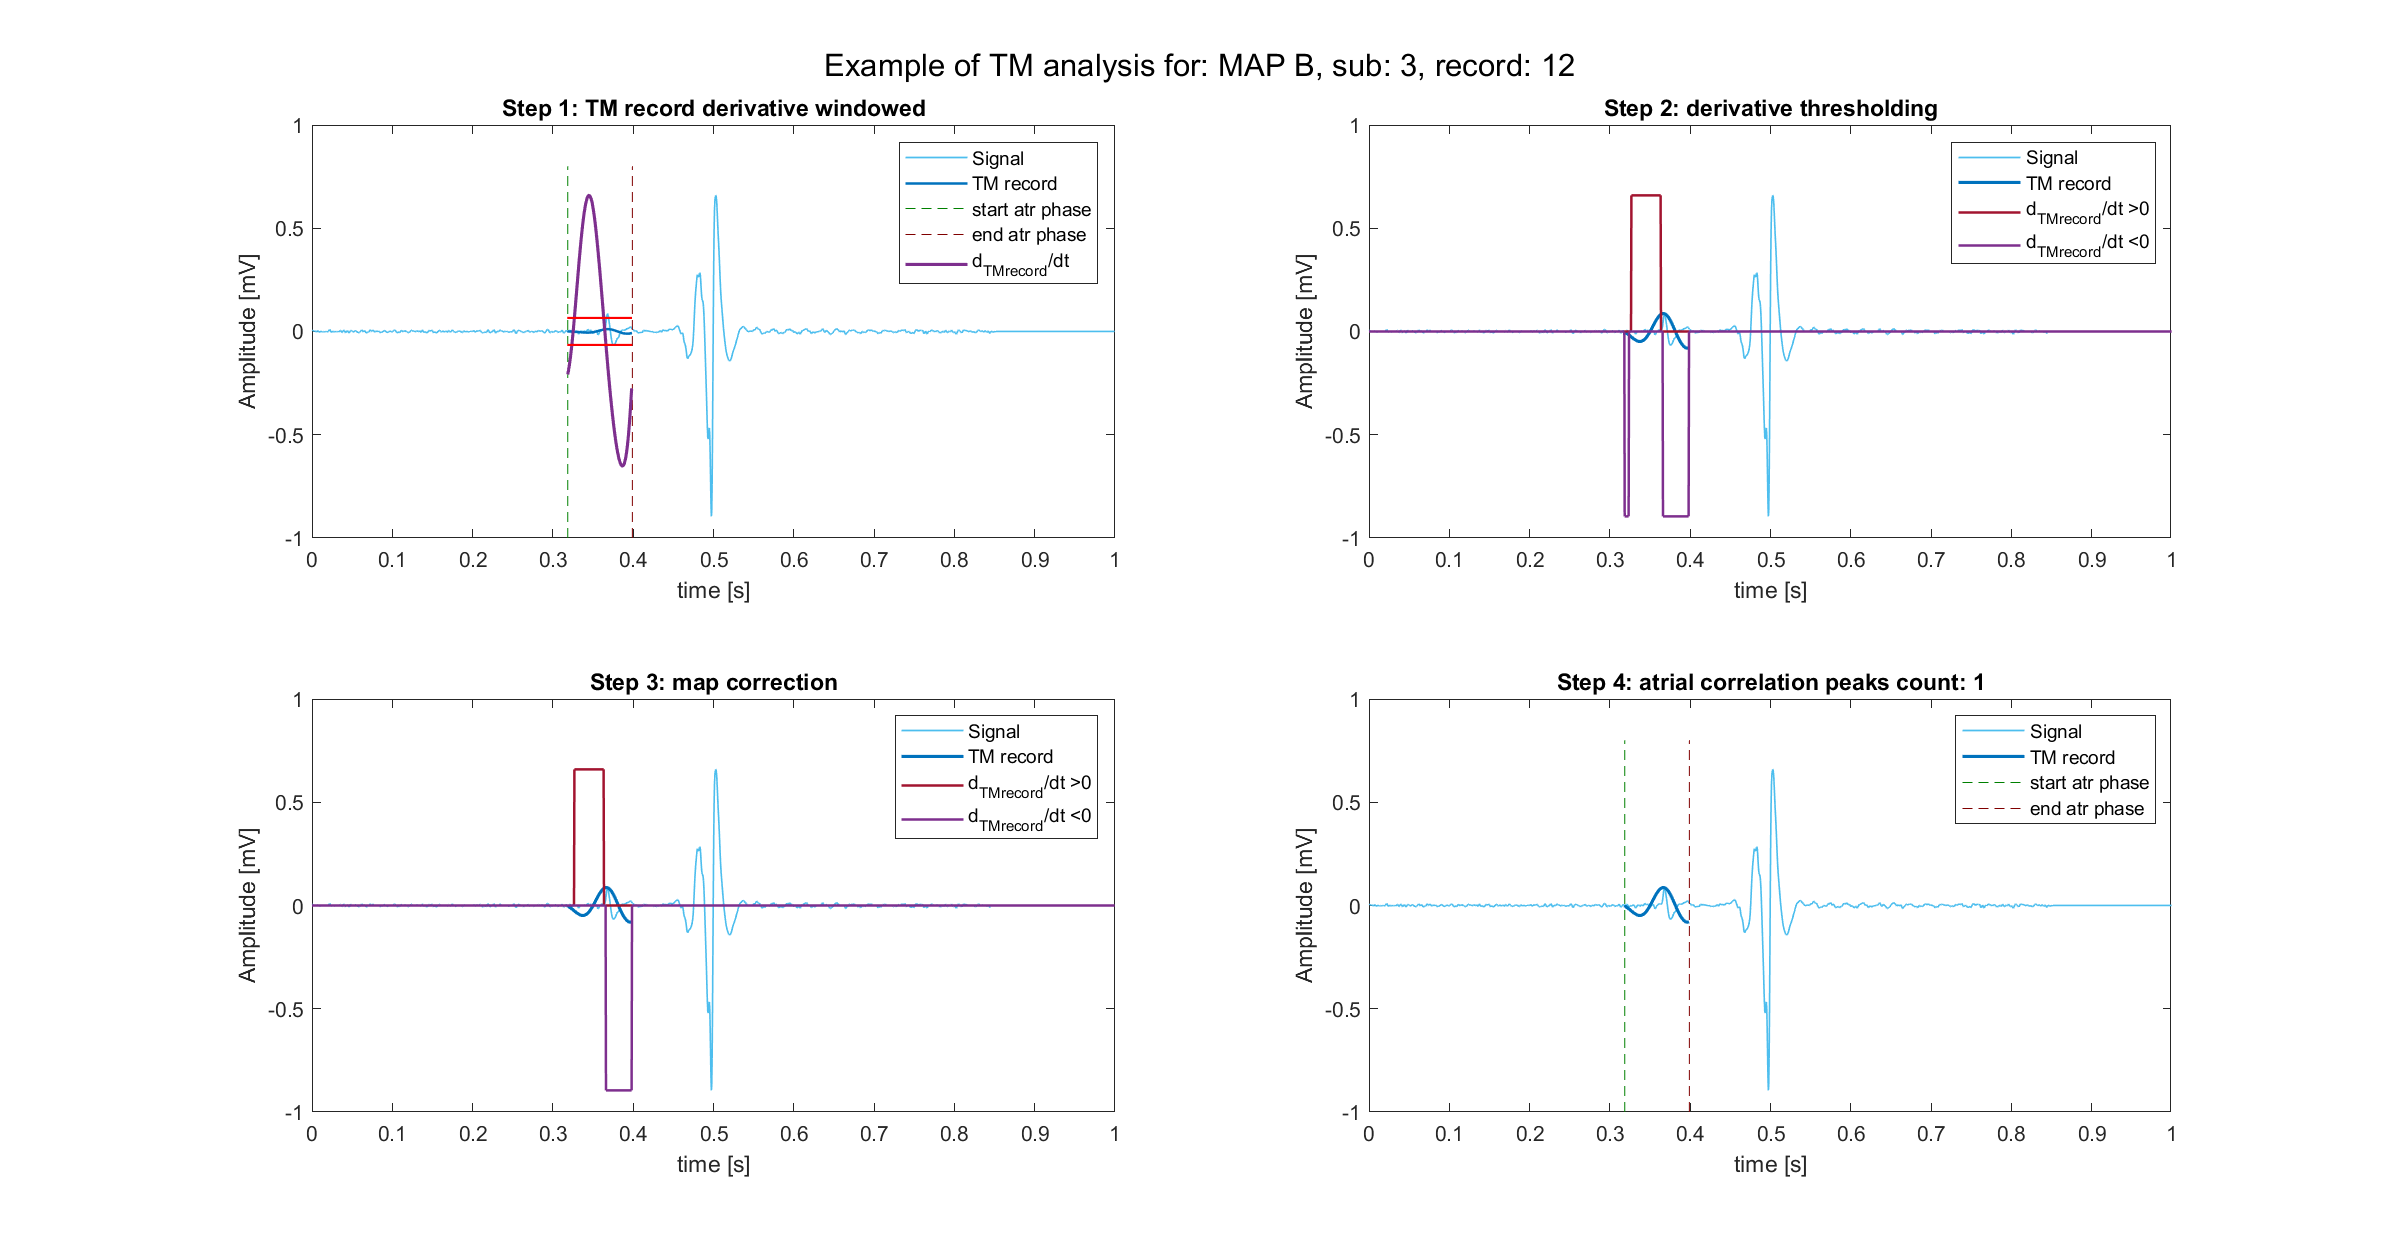 Example of TM analysis for: MAP B, sub: 3, record: 12
Step 1: TM record derivative windowed
1
0.5
0
-0.5
-1
Amplitude [mV]
0 0.1 0.2 0.3 0.4 0.5 0.6 0.7 0.8 0.9 1
time [s]
Signal
TM record
start atr phase
end atr phase
dTMrecord/dt
Step 2: derivative thresholding
1
0.5
0
-0.5
-1
Amplitude [mV]
0 0.1 0.2 0.3 0.4 0.5 0.6 0.7 0.8 0.9 1
time [s]
Signal
TM record
dTMrecord/dt >0
dTMrecord/dt <0
Step 3: map correction
1
0.5
0
-0.5
-1
Amplitude [mV]
0 0.1 0.2 0.3 0.4 0.5 0.6 0.7 0.8 0.9 1
time [s]
Signal
TM record
dTMrecord/dt >0
dTMrecord/dt <0
Step 4: atrial correlation peaks count: 1
1
0.5
0
-0.5
-1
Amplitude [mV]
0 0.1 0.2 0.3 0.4 0.5 0.6 0.7 0.8 0.9 1
time [s]
Signal
TM record
start atr phase
end atr phase